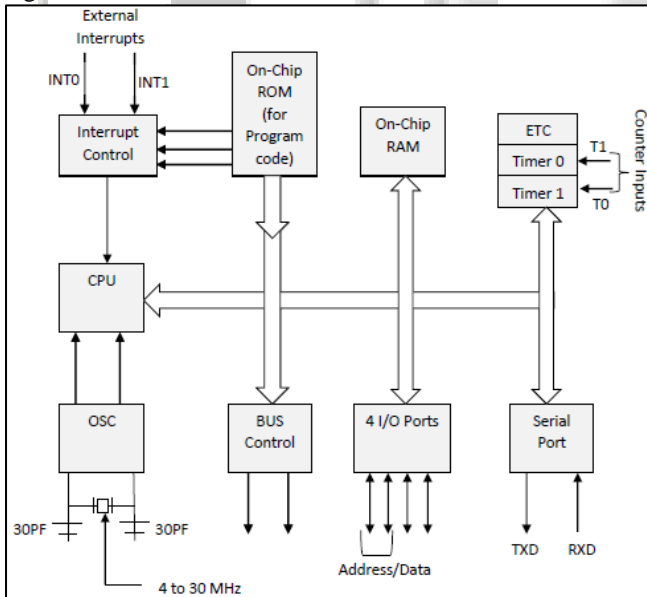 External
Interrupts
INT0
INT1
On-Chip
ROM
(for
Program
code)
Interrupt
Control
On-Chip
RAM
ETC
Timer 0
Timer 1
T1
T0
Counter Inputs
CPU
OSC
BUS
Control
4 I/O Ports
Serial
Port
30PF
30PF
4 to 30 MHz
Address/Data
TXD
RXD